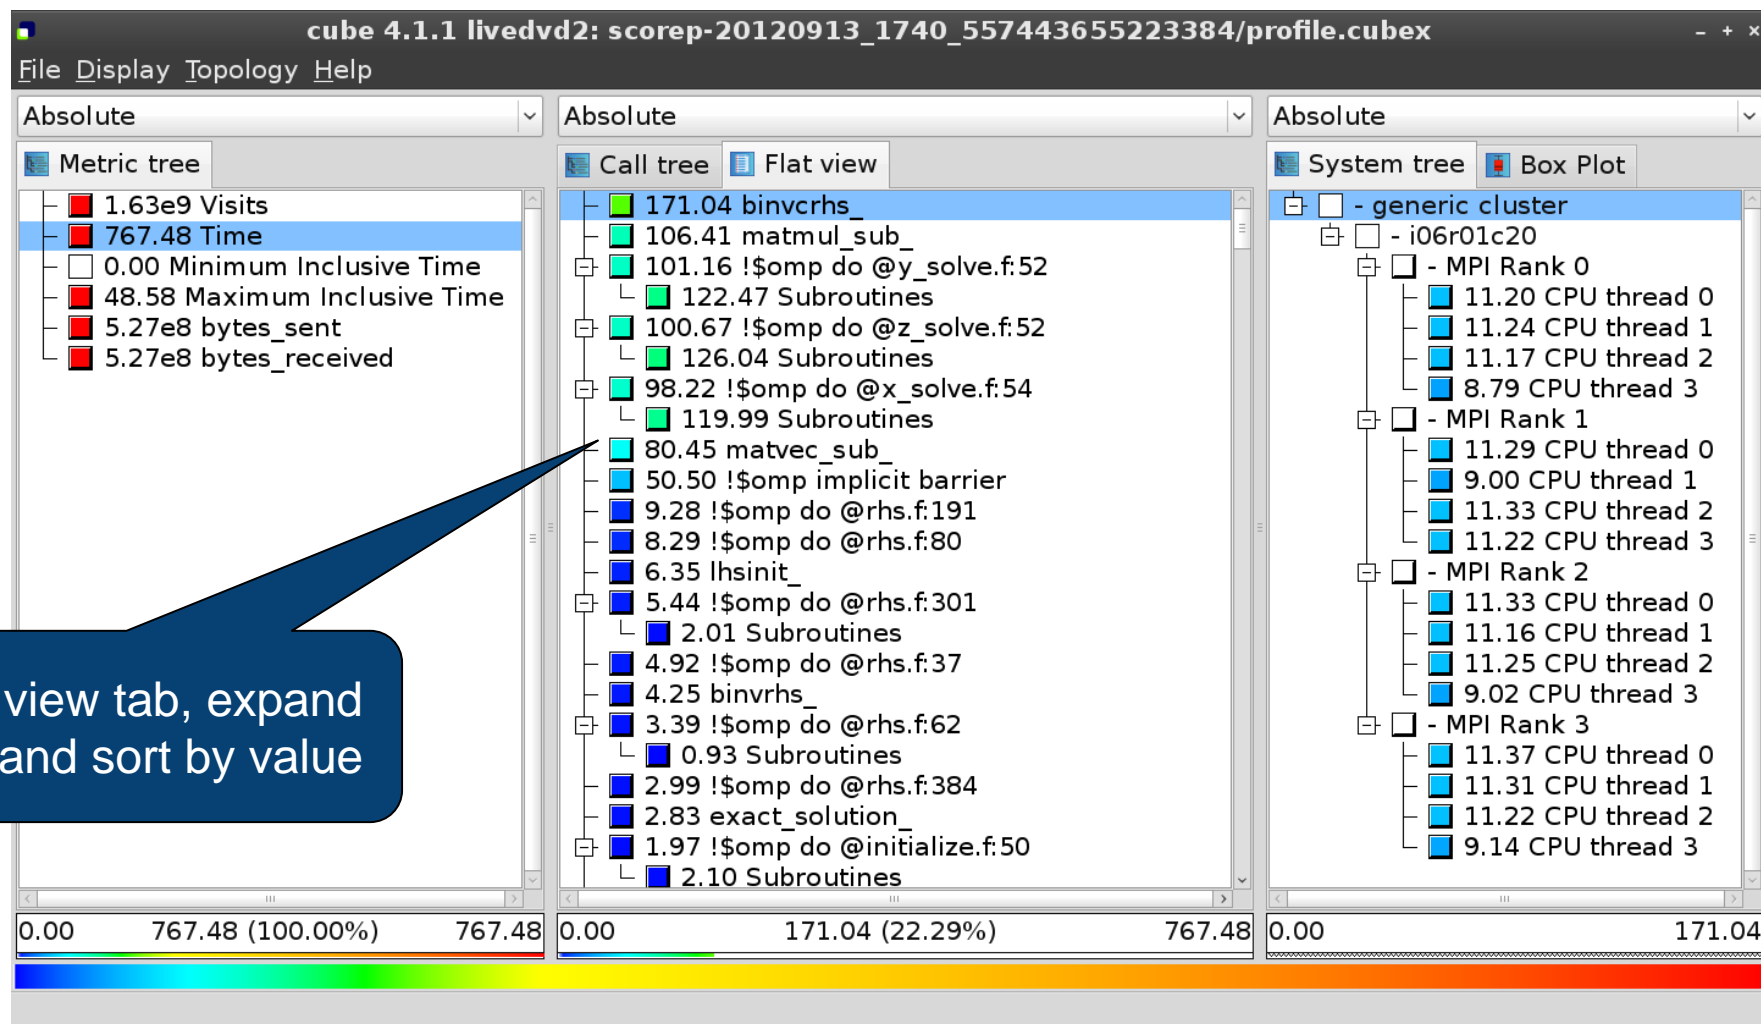 cube 4.1.1 livedvd2: scorep-20120913_1740_557443655223384/profile.cubex
File Display Topology Help
Absolute
Metric tree
1.63e9 Visits
767.48 Time
0.00 Minimum Inclusive Time
48.58 Maximum Inclusive Time
5.27e8 bytes_sent
5.27e8 bytes_received
view tab, expand
and sort by value
0.00 767.48 (100.00%) 767.48
Absolute
Call tree Flat view
171.04 binvcrhs_
106.41 matmul_sub_
101.16 !$omp do @y_solve.f:52
122.47 Subroutines
100.67 !$omp do @z_solve.f:52
126.04 Subroutines
98.22 !$omp do @x_solve.f:54
119.99 Subroutines
80.45 matvec_sub_
50.50 !$omp implicit barrier
9.28 !$omp do @rhs.f:191
8.29 !$omp do @rhs.f:80
6.35 lhsinit_
5.44 !$omp do @rhs.f:301
2.01 Subroutines
4.92 !$omp do @rhs.f:37
4.25 binvrhs_
3.39 !$omp do @rhs.f:62
0.93 Subroutines
2.99 !$omp do @rhs.f:384
2.83 exact_solution_
1.97 !$omp do @initialize.f:50
2.10 Subroutines
0.00 171.04 (22.29%) 767.48
Absolute
System tree Box Plot
- generic cluster
- i06r01c20
- MPI Rank 0
11.20 CPU thread 0
11.24 CPU thread 1
11.17 CPU thread 2
8.79 CPU thread 3
- MPI Rank 1
11.29 CPU thread 0
9.00 CPU thread 1
11.33 CPU thread 2
11.22 CPU thread 3
- MPI Rank 2
11.33 CPU thread 0
11.16 CPU thread 1
11.25 CPU thread 2
9.02 CPU thread 3
- MPI Rank 3
11.37 CPU thread 0
11.31 CPU thread 1
11.22 CPU thread 2
9.14 CPU thread 3
0.00 171.04